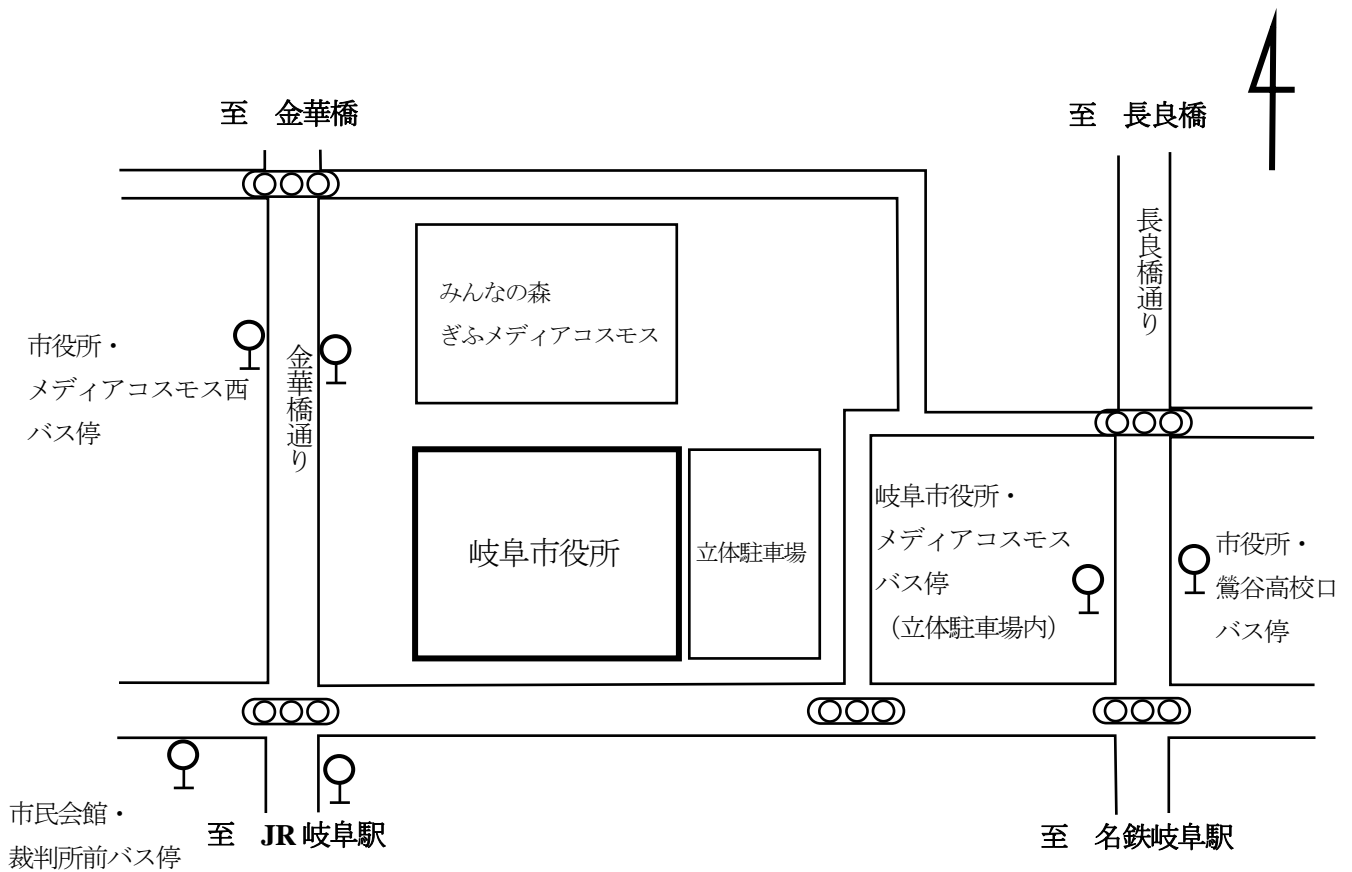 至　金華橋
至　長良橋
長良橋通り
みんなの森
ぎふメディアコスモス
市役所・
メディアコスモス西
バス停
金華橋通り
岐阜市役所
立体駐車場
岐阜市役所・
メディアコスモス
バス停
（立体駐車場内）
市役所・
鶯谷高校口
バス停
市民会館・
裁判所前バス停
至　JR 岐阜駅
至　名鉄岐阜駅